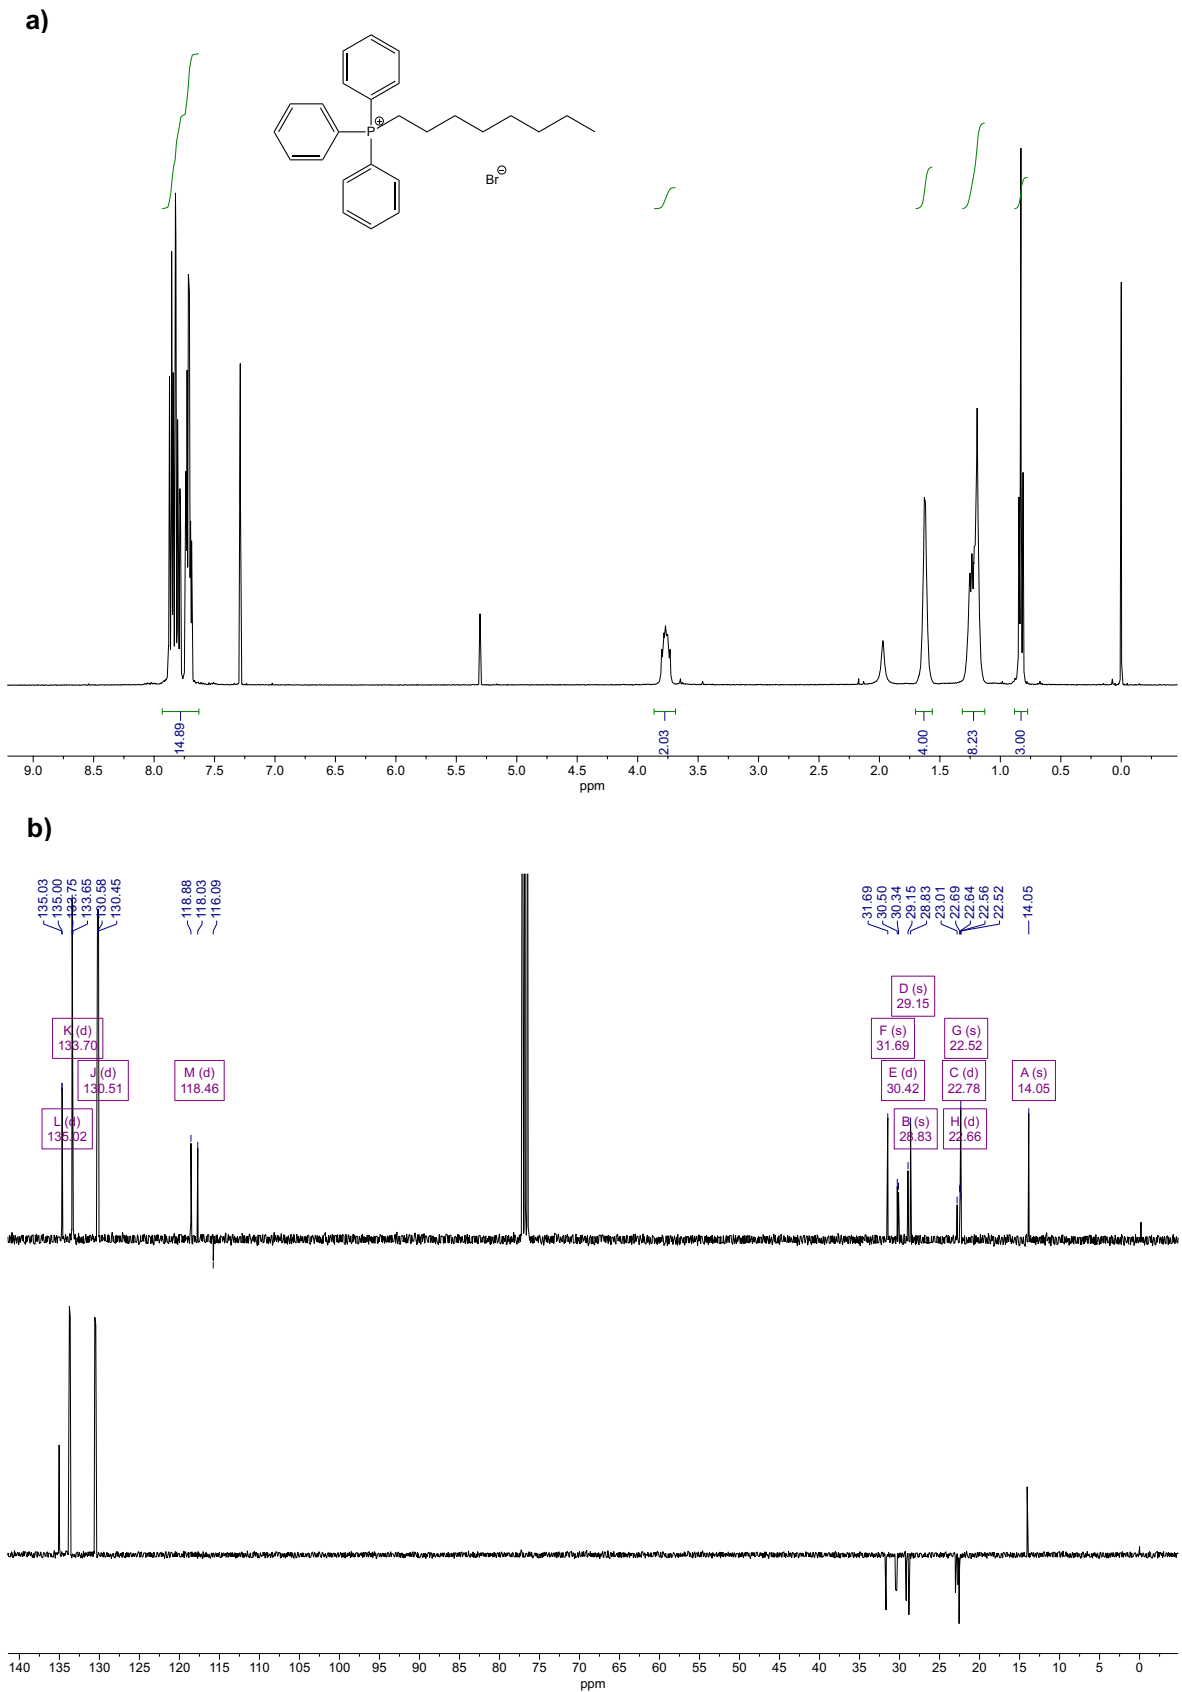 a)
P
⊕
Br
⊖
14.89
2.03
4.00
8.23
3.00
9.0 8.5 8.0 7.5 7.0 6.5 6.0 5.5 5.0 4.5 4.0 3.5 3.0 2.5 2.0 1.5 1.0 0.5 0.0
ppm
b)
135.03
135.00
133.75
133.65
130.58
130.45
118.88
118.03
116.09
31.69
30.50
30.34
29.15
28.83
23.01
22.69
22.64
22.56
22.52
14.05
D (s)
29.15
K (d)
133.70
F (s)
31.69
G (s)
22.52
J (d)
130.51
M (d)
118.46
E (d)
30.42
C (d)
22.78
A (s)
14.05
L (d)
135.02
B (s)
28.83
H (d)
22.66
140 135 130 125 120 115 110 105 100 95 90 85 80 75 70 65 60 55 50 45 40 35 30 25 20 15 10 5 0
ppm